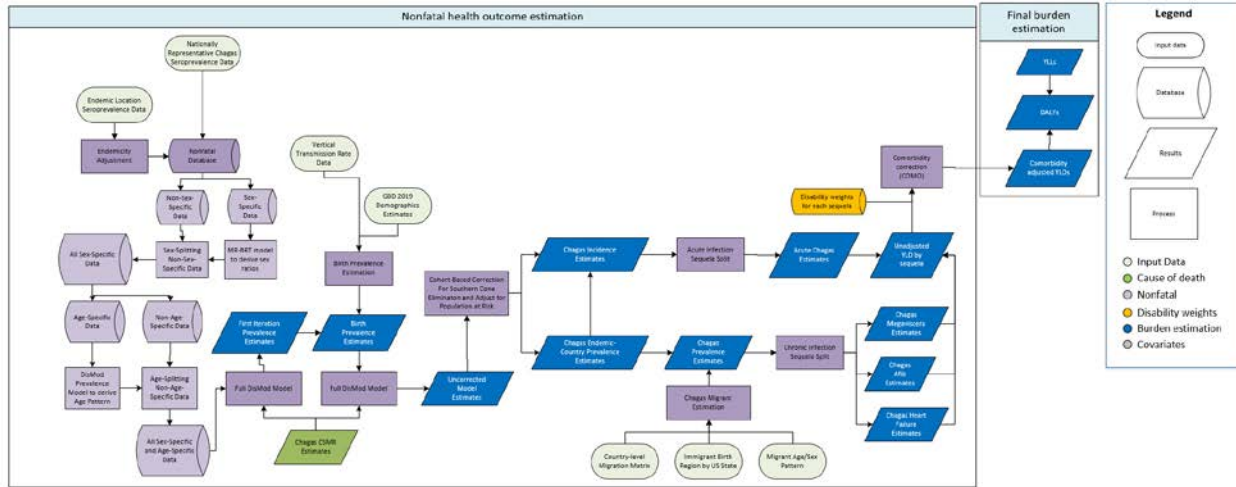 Nonfatal health outcome estimation
Final burden
estimation
Legend
Nationally
Representative Chagas
Seroprevalence Data
Endemic Location
Seroprevalence Data
Endemicity
Adjustment
Nonfatal
Database
Non-Sex-
Specific
Data
Sex-
Specific
Data
All Sex-Specific
Data
Sex-Splitting
Non-Sex-
Specific Data
MR-BRT model
to derive sex
ratios
Age-Specific
Data
Non-Age-
Specific Data
DisMod
Prevalence
Model to derive
Age Pattern
Age-Splitting
Non-Age-
Specific Data
All Sex-Specific
and Age-Specific
Data
Vertical
Transmission Rate
Data
GBD 2019
Demographics
Estimates
Birth Prevalence
Estimation
First Iteration
Prevalence
Estimates
Birth
Prevalence
Estimates
Full DisMod Model
Full DisMod Model
Chagas CSMR
Estimates
Uncorrected
Model
Estimates
Cohort Based Correction
For Southern Cone
Elimination and Adjust for
Population at Risk
Chagas Incidence
Estimates
Chagas Endemic-
Country Prevalence
Estimates
Acute Infection
Sequela Split
Acute Chagas
Estimates
Chagas
Prevalence
Estimates
Chronic Infection
Sequela Split
Chagas Migrant
Estimation
Country-level
Migration Matrix
Immigrant Birth
Region by US State
Migrant Age/Sex
Pattern
Disability weights
for each sequela
Comorbidity
correction
(COMO)
Unadjusted
YLD by
sequela
Chagas
Megaviscera
Estimates
Chagas
Afib
Estimates
Chagas Heart
Failure
Estimates
YLLs
DALYs
Comorbidity
adjusted YLDs
Input data
Database
Results
Process
Input Data
Cause of death
Nonfatal
Disability weights
Burden estimation
Covariates